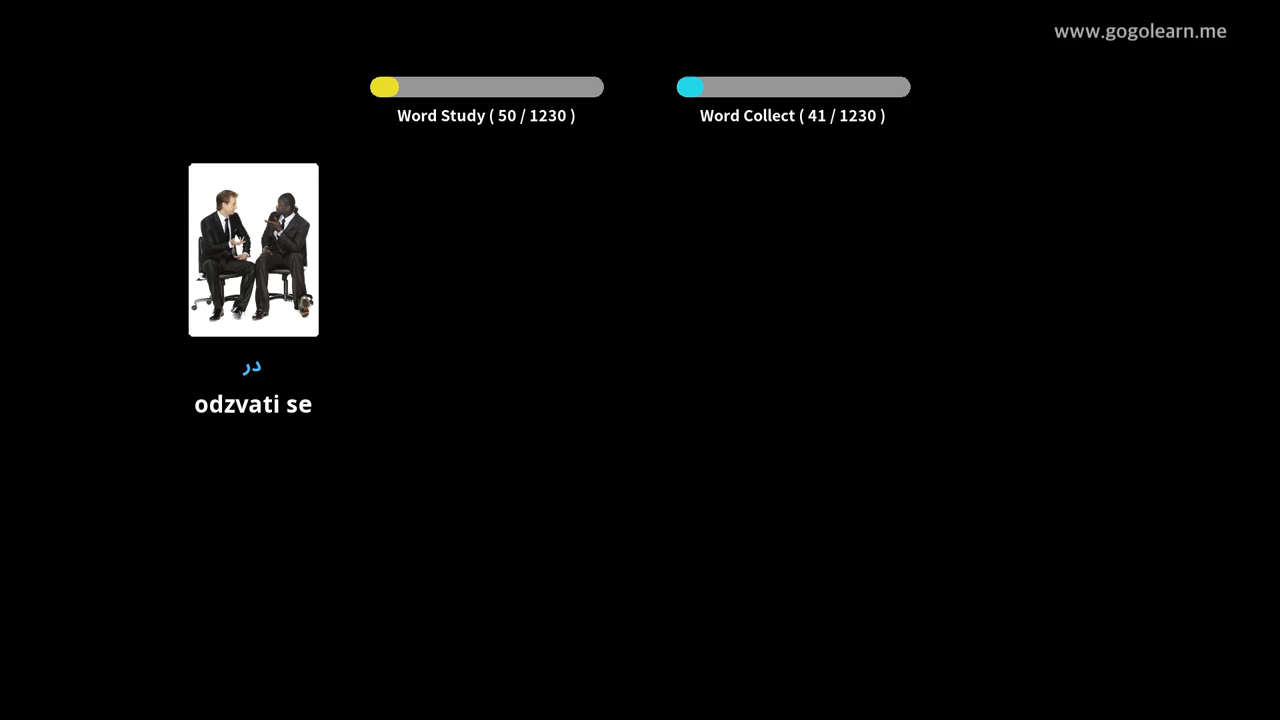 www.gogolearn.me
Word Study ( 50 / 1230 )
Word Collect ( 41 / 1230 )
در
odzvati se